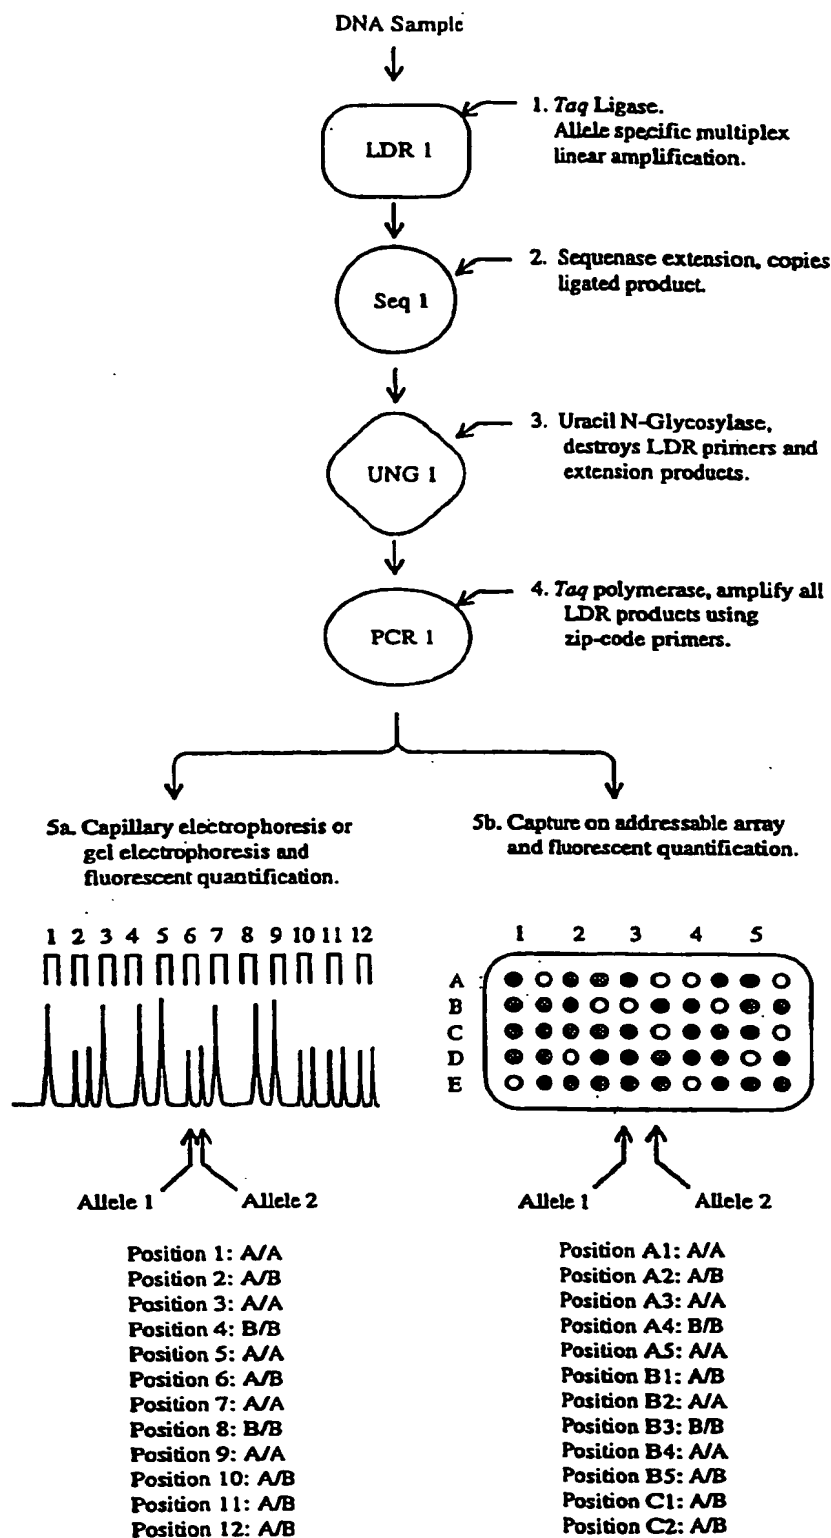 DNA Sample
1. Taq Ligase.
Allele specific multiplex
linear amplification.
LDR 1
2. Sequenase extension, copies
ligated product.
Seq 1
3. Uracil N-Glycosylase,
destroys LDR primers and
extension products.
UNG 1
4. Taq polymerase, amplify all
LDR products using
zip-code primers.
PCR 1
5a. Capillary electrophoresis or
gel electrophoresis and
fluorescent quantification.
1 2 3 4 5 6 7 8 9 10 11 12
Allele 1 Allele 2
Position 1: A/A
Position 2: A/B
Position 3: A/A
Position 4: B/B
Position 5: A/A
Position 6: A/B
Position 7: A/A
Position 8: B/B
Position 9: A/A
Position 10: A/B
Position 11: A/B
Position 12: A/B
5b. Capture on addressable array
and fluorescent quantification.
1 2 3 4 5
A
B
C
D
E
Allele 1 Allele 2
Position A1: A/A
Position A2: A/B
Position A3: A/A
Position A4: B/B
Position A5: A/A
Position B1: A/B
Position B2: A/A
Position B3: B/B
Position B4: A/A
Position B5: A/B
Position C1: A/B
Position C2: A/B